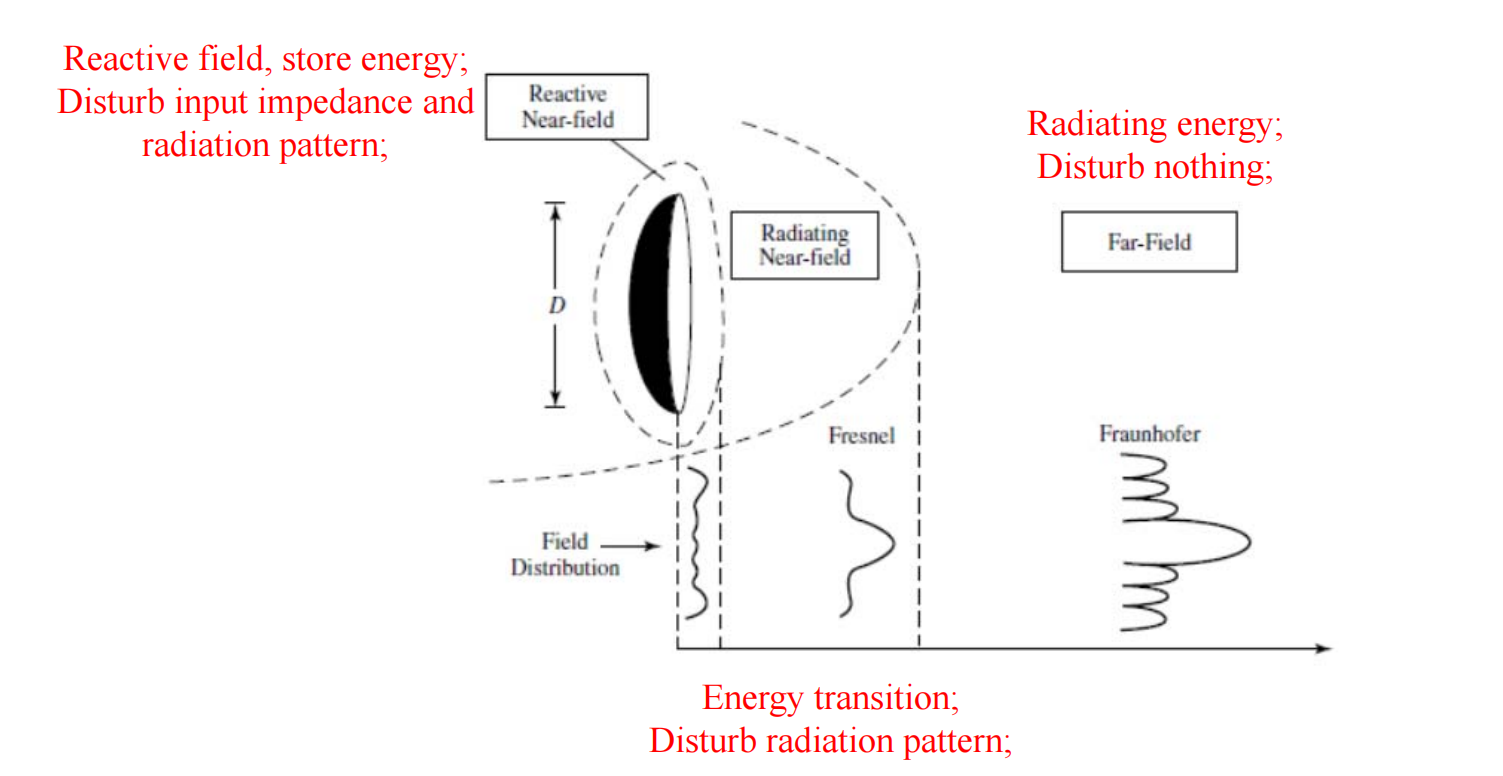 Reactive field, store energy;
Disturb input impedance and
radiation pattern;
Reactive
Near-field
Radiating energy;
Disturb nothing;
Radiating
Near-field
Far-Field
D
Fresnel
Fraunhofer
Field
Distribution
Energy transition;
Disturb radiation pattern;